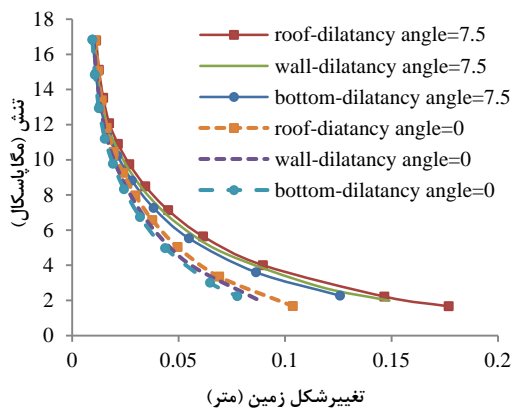 18
16
14
12
10
8
6
4
2
0
تنش (مگاپاسکال)
roof-dilatancy angle=7.5
wall-dilatancy angle=7.5
bottom-dilatancy angle=7.5
roof-diatancy angle=0
wall-dilatancy angle=0
bottom-dilatancy angle=0
0 0.05 0.1 0.15 0.2
تغییرشکل زمین (متر)